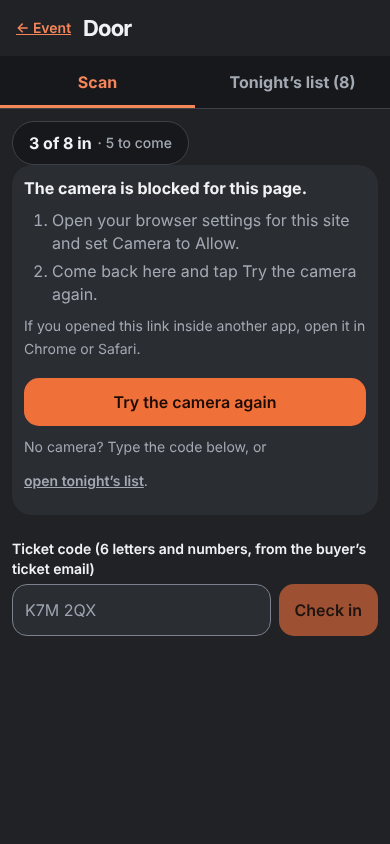 ← Event Door
Scan
Tonight’s list (8)
3 of 8 in · 5 to come
The camera is blocked for this page.
1. Open your browser settings for this site
and set Camera to Allow.
2. Come back here and tap Try the camera
again.
If you opened this link inside another app, open it in
Chrome or Safari.
Try the camera again
No camera? Type the code below, or
open tonight’s list.
Ticket code (6 letters and numbers, from the buyer’s
ticket email)
K7M 2QX
Check in